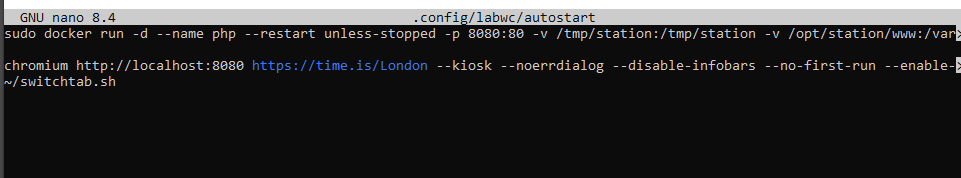 GNU nano 8.4 .config/labwc/autostart
sudo docker run -d --name php --restart unless-stopped -p 8080:80 -v /tmp/station:/tmp/station -v /opt/station/www:/var>
chromium http://localhost:8080 https://time.is/London --kiosk --noerrdialog --disable-infobars --no-first-run --enable->
~/switchtab.sh